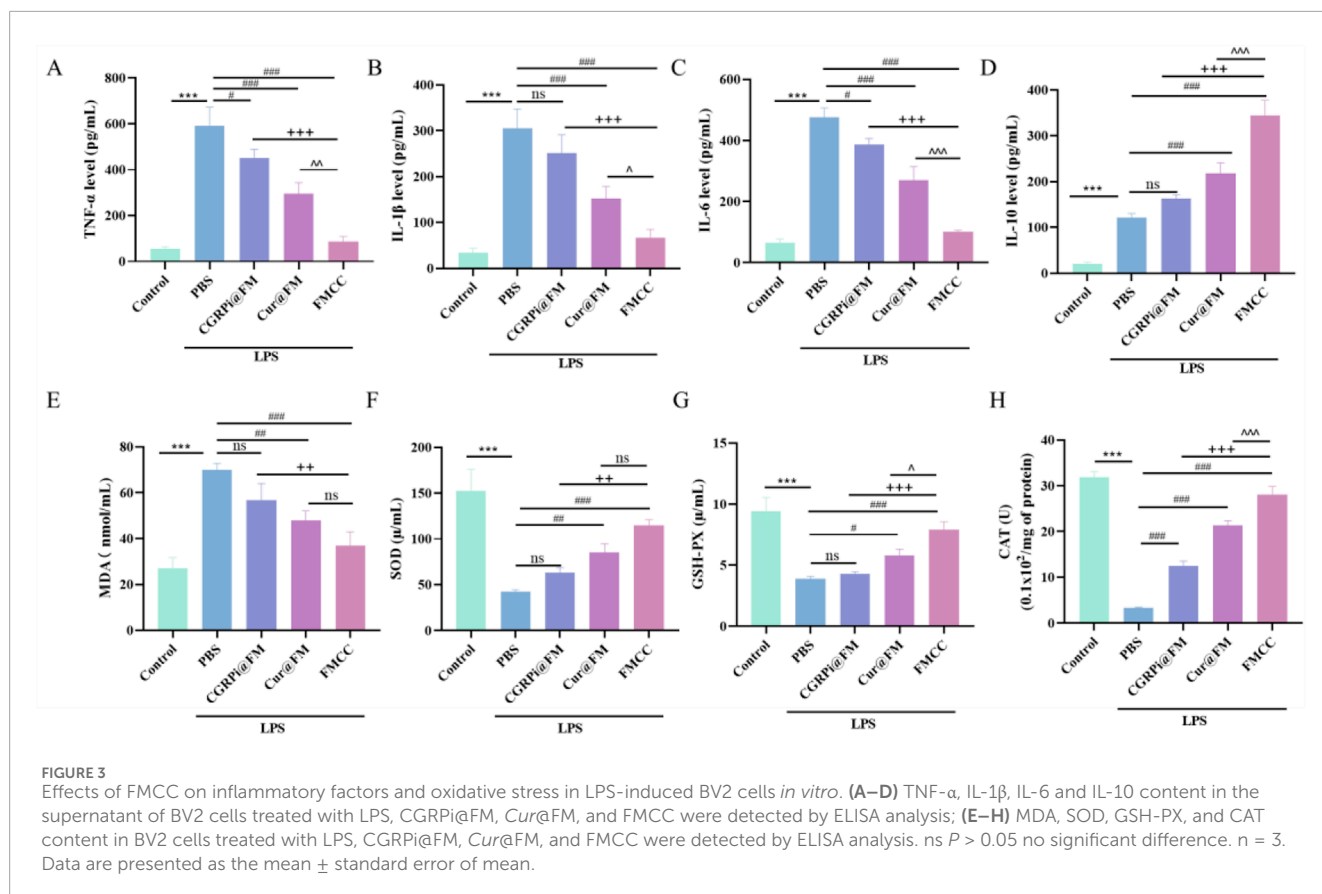 A
TNF-α level (pg/mL)
800
600
400
200
0
***
#
###
###
+++
^^
Control
PBS
CGRPi@FM
Cur@FM
FMCC
LPS
B
IL-1β level (pg/mL)
400
300
200
100
0
***
ns
###
###
+++
^
Control
PBS
CGRPi@FM
Cur@FM
FMCC
LPS
C
IL-6 level (pg/mL)
600
400
200
0
***
#
###
###
+++
^^^
Control
PBS
CGRPi@FM
Cur@FM
FMCC
LPS
D
IL-10 level (pg/mL)
400
300
200
100
0
***
ns
###
###
+++
^^^
Control
PBS
CGRPi@FM
Cur@FM
FMCC
LPS
E
MDA( nmol/mL)
80
60
40
20
0
***
ns
##
###
++
ns
Control
PBS
CGRPi@FM
Cur@FM
FMCC
LPS
F
SOD (μ/mL)
200
150
100
50
0
***
ns
##
###
++
ns
Control
PBS
CGRPi@FM
Cur@FM
FMCC
LPS
G
GSH-PX (μ/mL)
15
10
5
0
***
ns
#
###
+++
^
Control
PBS
CGRPi@FM
Cur@FM
FMCC
LPS
H
CAT (U)
(0.1x10²/mg of protein)
40
30
20
10
0
***
###
###
###
+++
^^^
Control
PBS
CGRPi@FM
Cur@FM
FMCC
LPS
FIGURE 3
Effects of FMCC on inflammatory factors and oxidative stress in LPS-induced BV2 cells in vitro. (A–D) TNF-α, IL-1β, IL-6 and IL-10 content in the
supernatant of BV2 cells treated with LPS, CGRPi@FM, Cur@FM, and FMCC were detected by ELISA analysis; (E–H) MDA, SOD, GSH-PX, and CAT
content in BV2 cells treated with LPS, CGRPi@FM, Cur@FM, and FMCC were detected by ELISA analysis. ns P > 0.05 no significant difference. n = 3.
Data are presented as the mean ± standard error of mean.